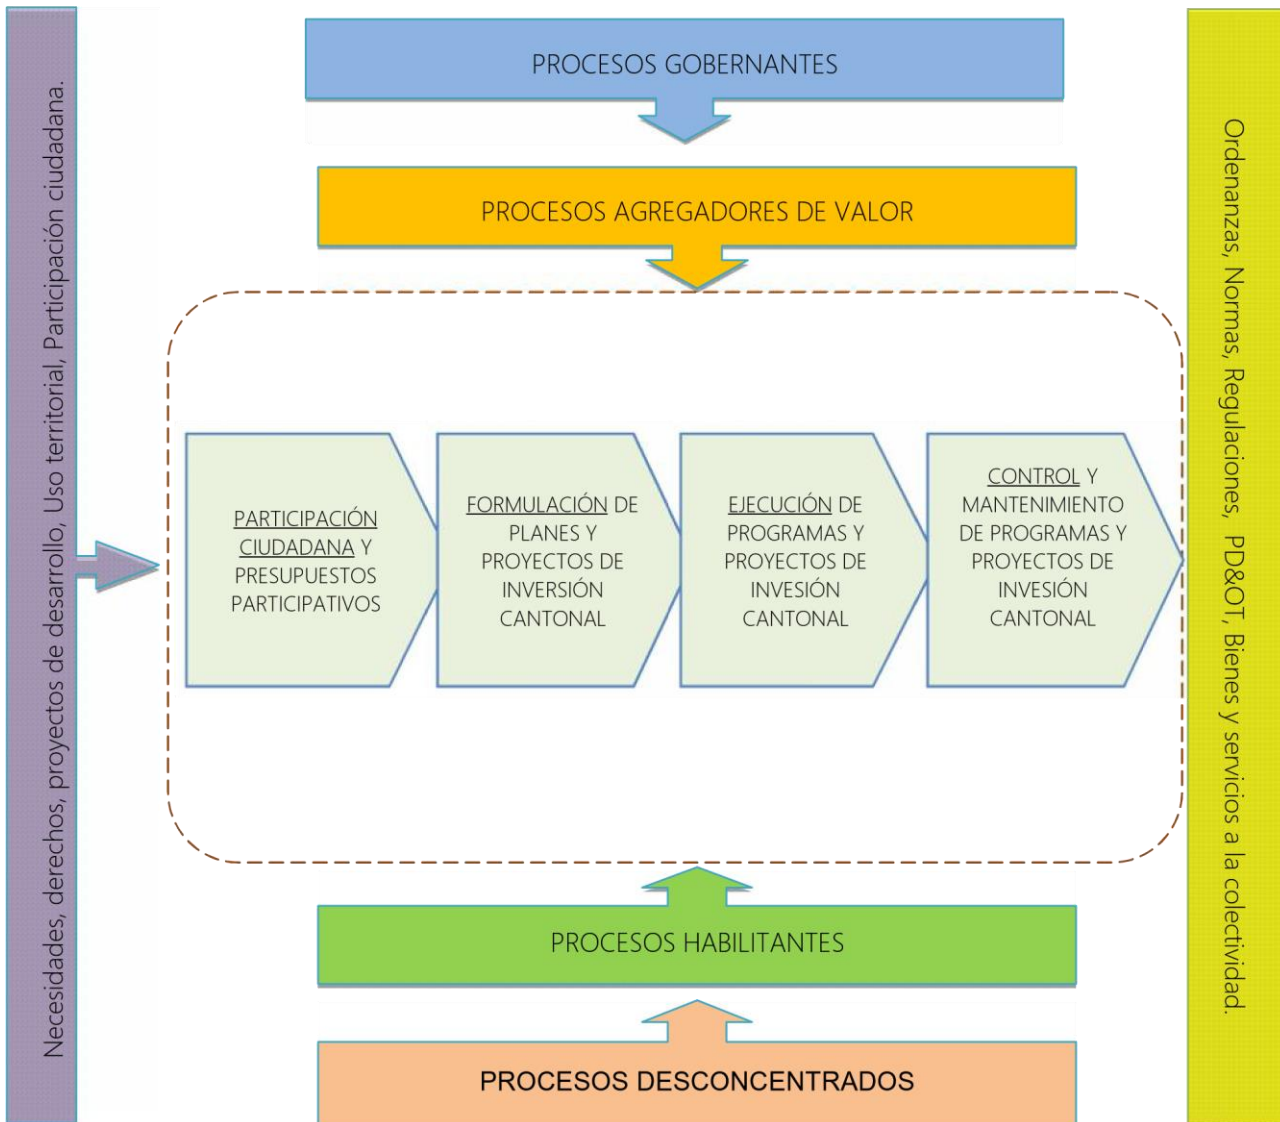 Necesidades, derechos, proyectos de desarrollo, Uso territorial, Participación ciudadana.
PROCESOS GOBERNANTES
PROCESOS AGREGADORES DE VALOR
PARTICIPACIÓN
CIUDADANA Y
PRESUPUESTOS
PARTICIPATIVOS
FORMULACIÓN DE
PLANES Y
PROYECTOS DE
INVERSIÓN
CANTONAL
EJECUCIÓN DE
PROGRAMAS Y
PROYECTOS DE
INVESIÓN
CANTONAL
CONTROL Y
MANTENIMIENTO
DE PROGRAMAS Y
PROYECTOS DE
INVESIÓN
CANTONAL
PROCESOS HABILITANTES
PROCESOS DESCONCENTRADOS
Ordenanzas, Normas, Regulaciones, PD&OT, Bienes y servicios a la colectividad.